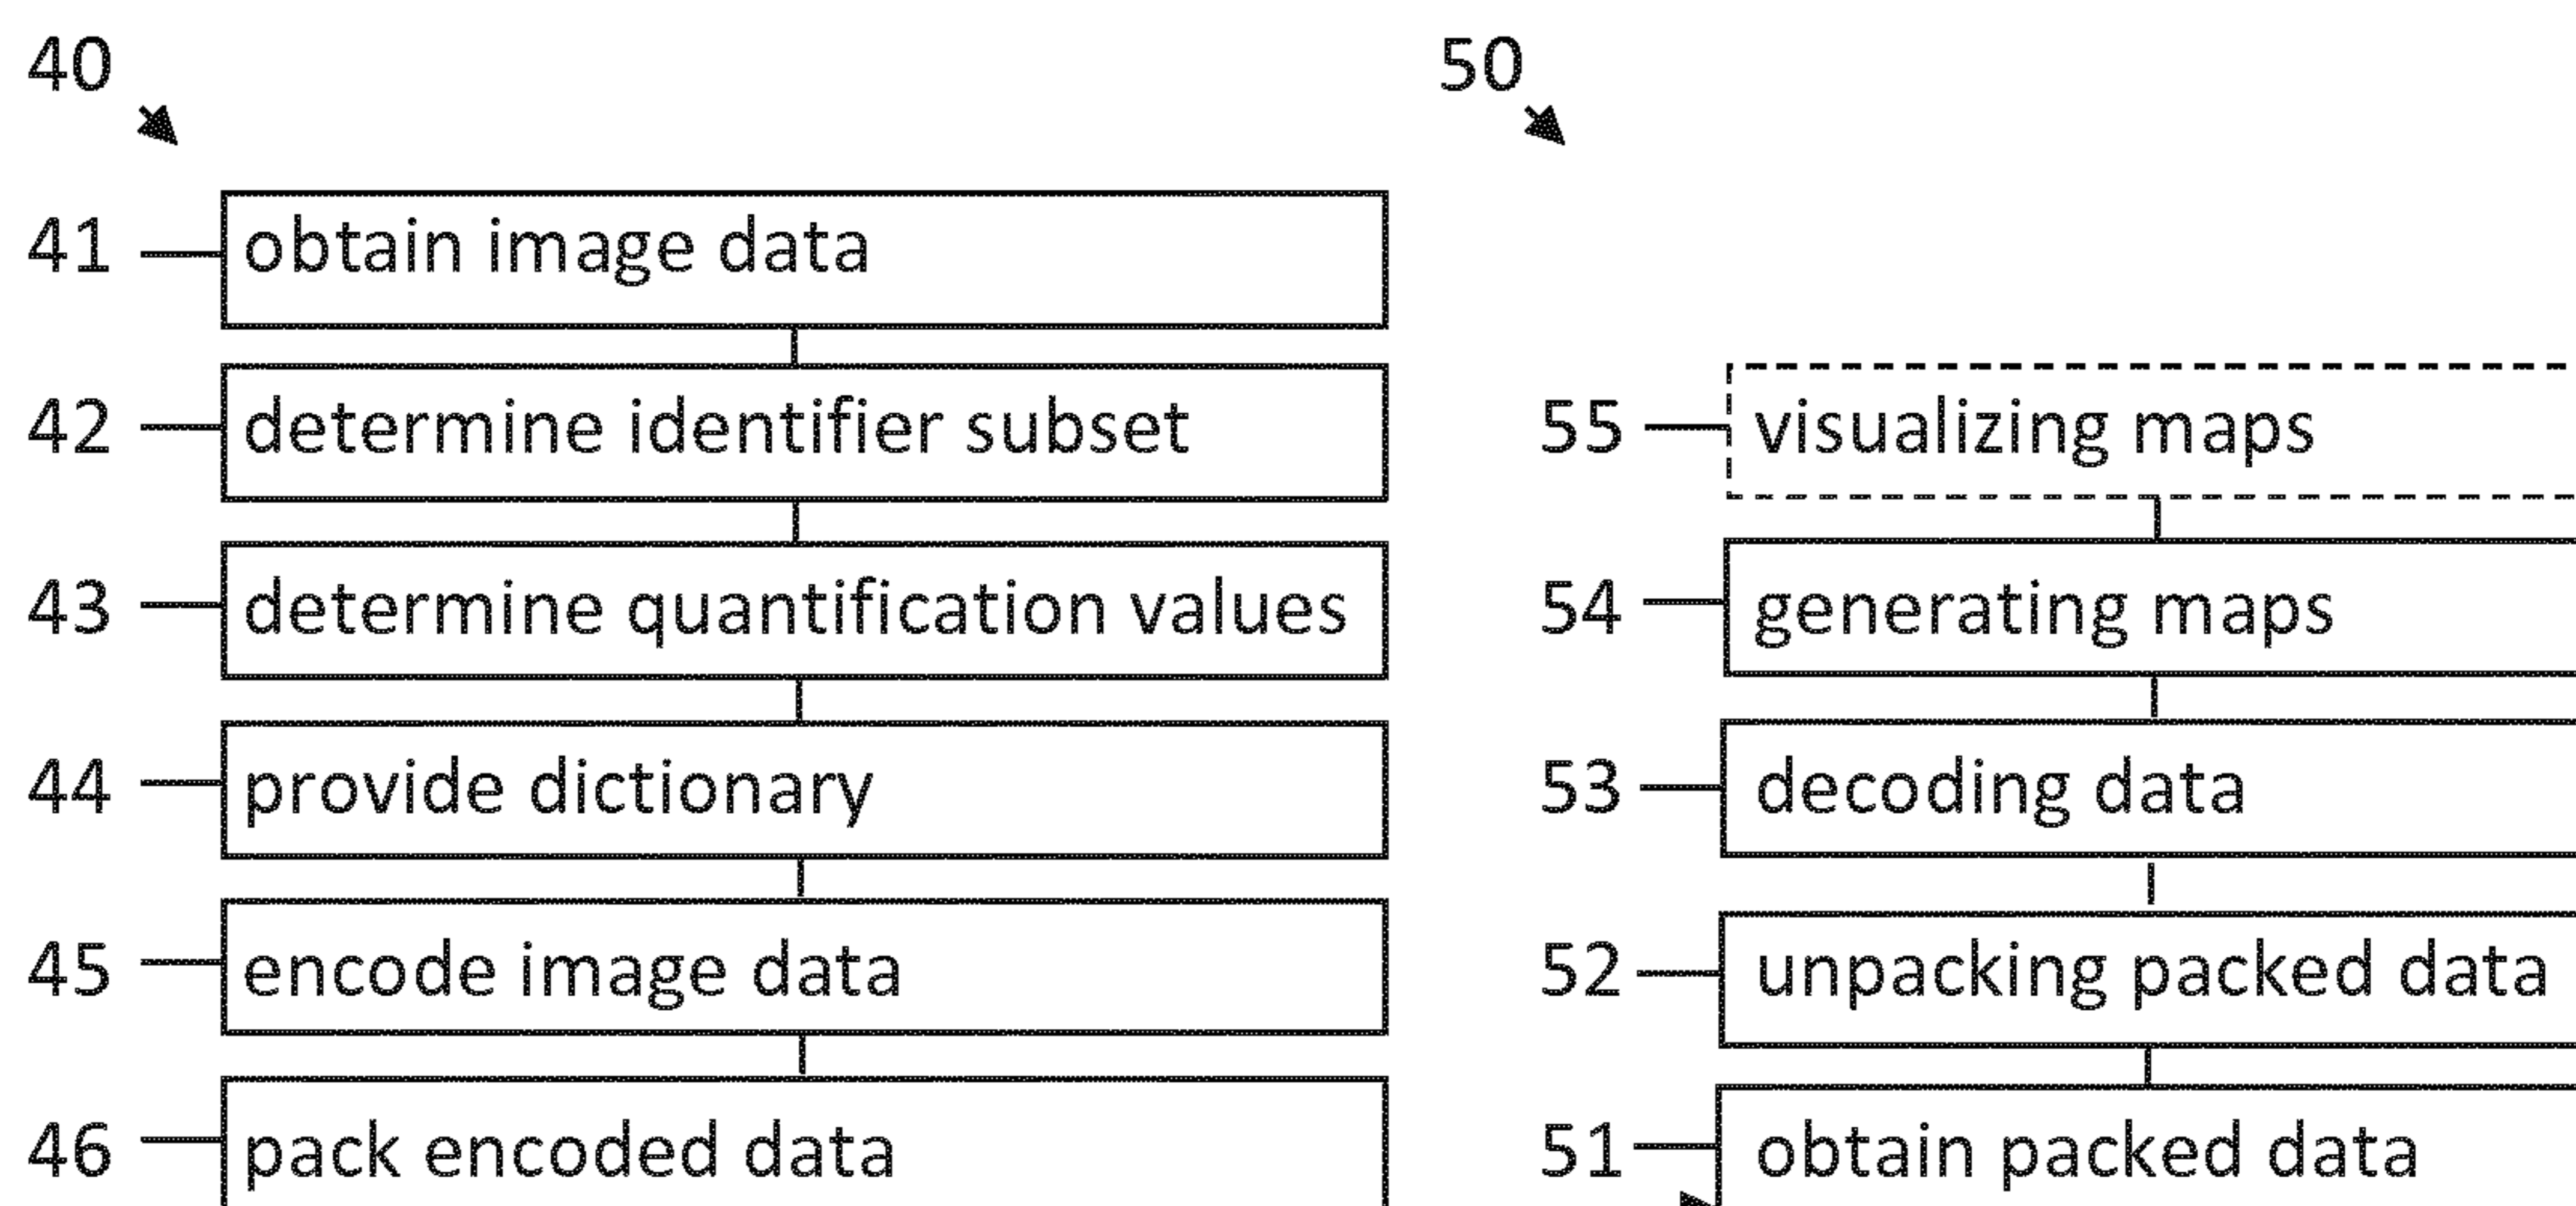 40
41 obtain image data
42 determine identifier subset
43 determine quantification values
44 provide dictionary
45 encode image data
46 pack encoded data
50
55 visualizing maps
54 generating maps
53 decoding data
52 unpacking packed data
51 obtain packed data